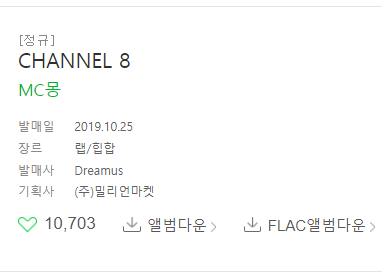 [정규]
CHANNEL 8
MC몽
발매일 2019.10.25
장르 랩/힙합
발매사 Dreamus
기획사 (주)밀리언마켓
10,703 앨범다운 FLAC앨범다운